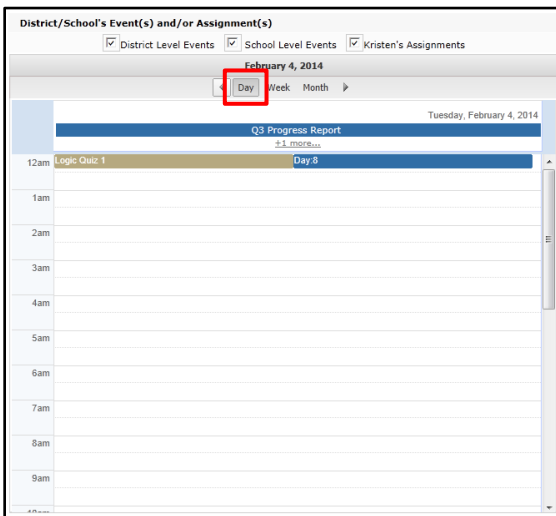 District/School's Event(s) and/or Assignment(s)
District Level Events School Level Events Kristen's Assignments
February 4, 2014
Day Week Month
Tuesday, February 4, 2014
Q3 Progress Report
+1 more...
12am Logic Quiz 1 Day:8
1am
2am
3am
4am
5am
6am
7am
8am
9am
10am